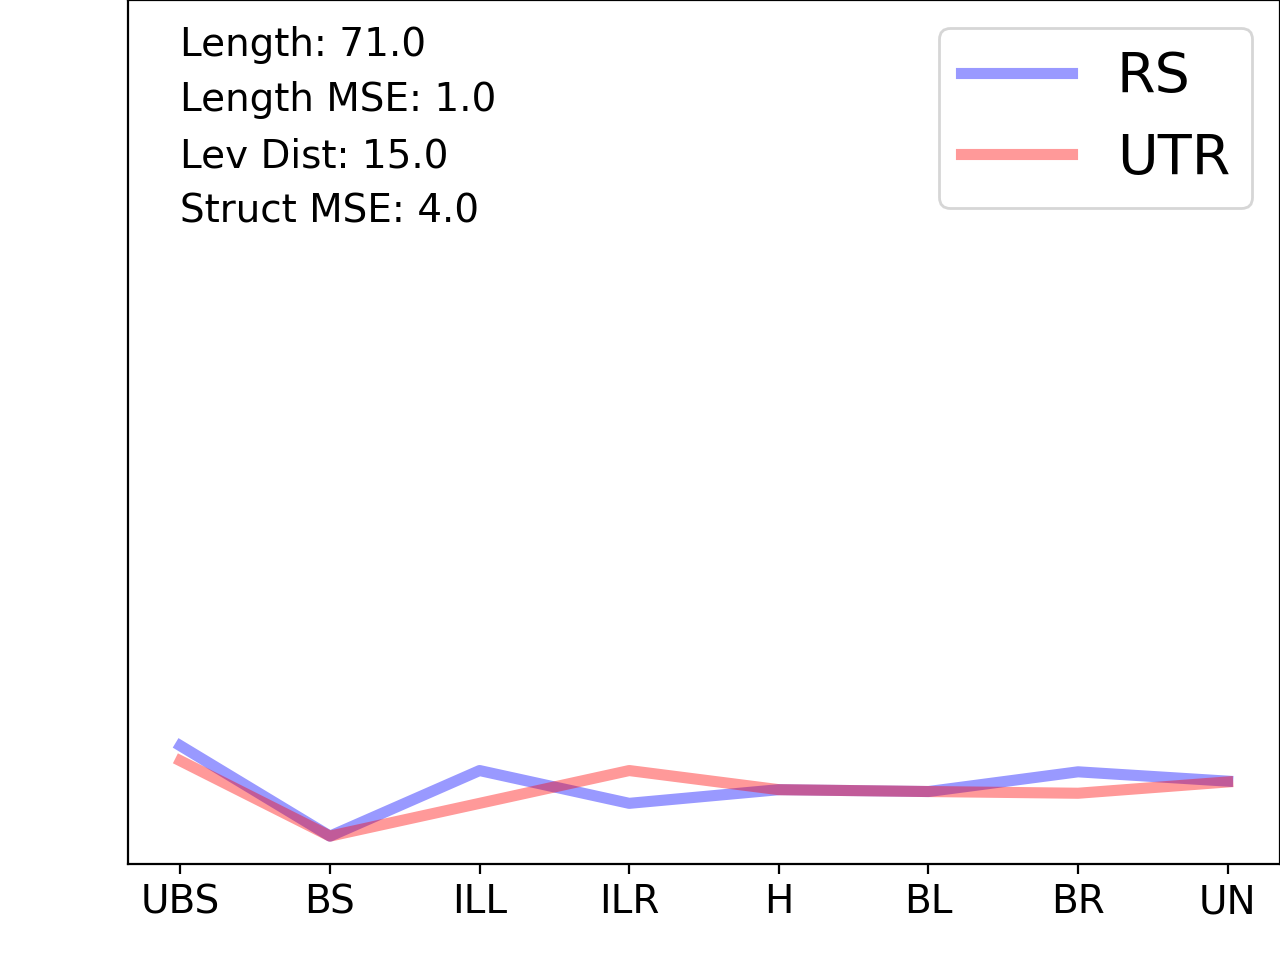 Length: 71.0
Length MSE: 1.0
Lev Dist: 15.0
Struct MSE: 4.0
RS
UTR
UBS BS ILL ILR H BL BR UN